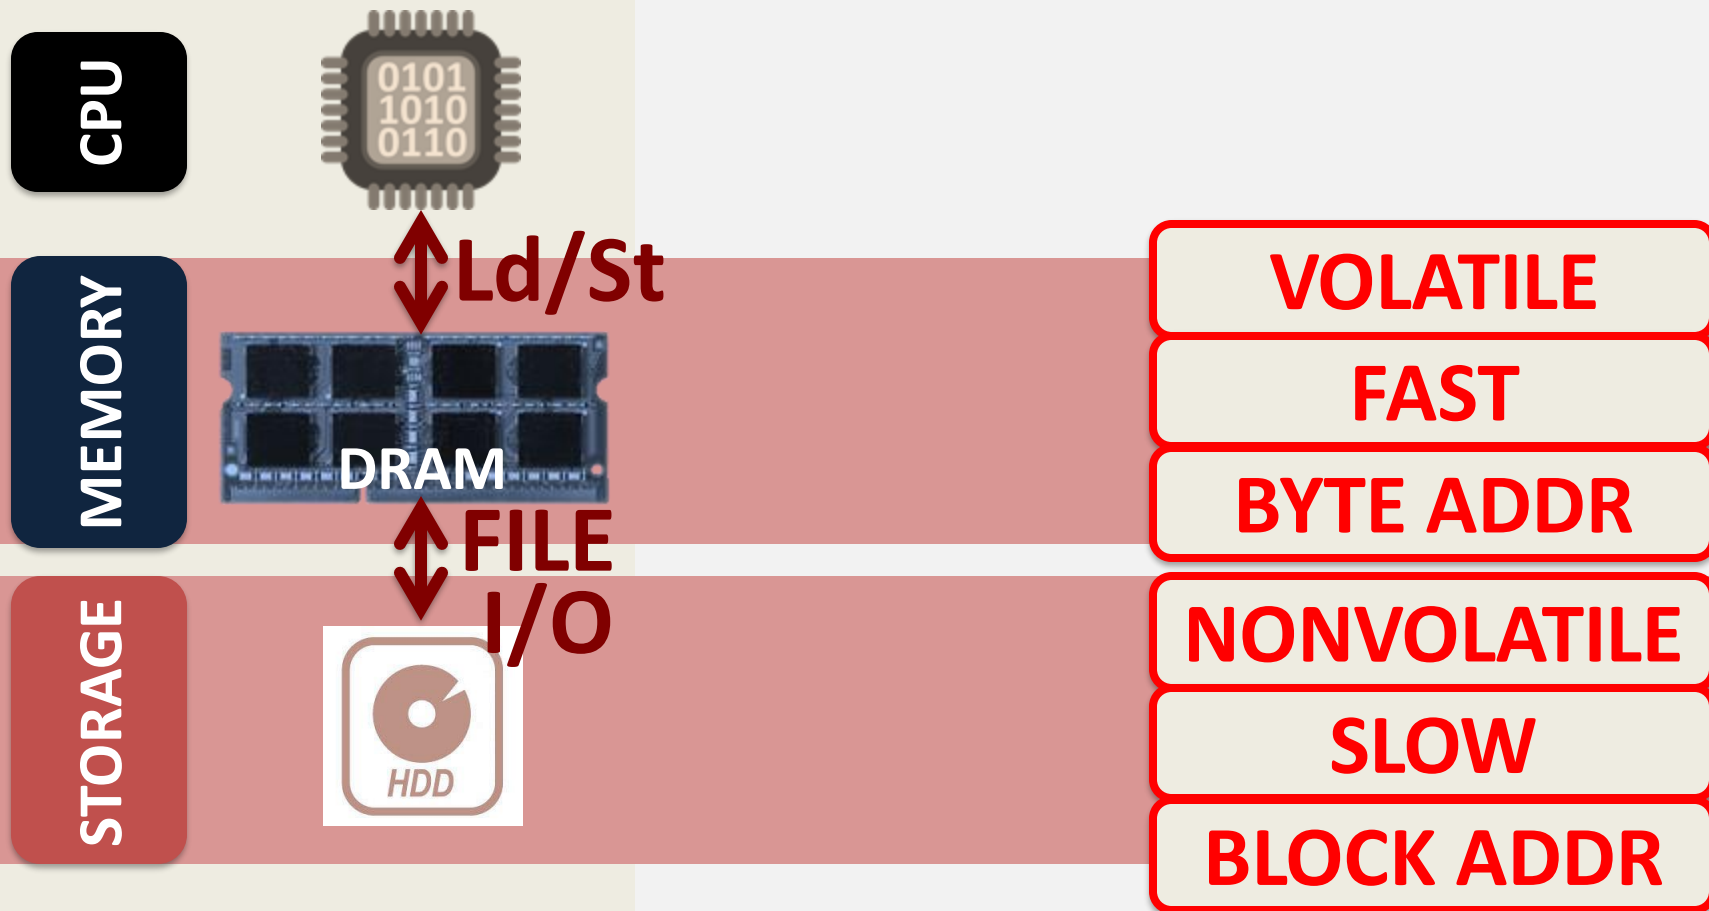 CPU
0101
1010
0110
Ld/St
MEMORY
DRAM
VOLATILE
FAST
BYTE ADDR
FILE
I/O
STORAGE
HDD
NONVOLATILE
SLOW
BLOCK ADDR